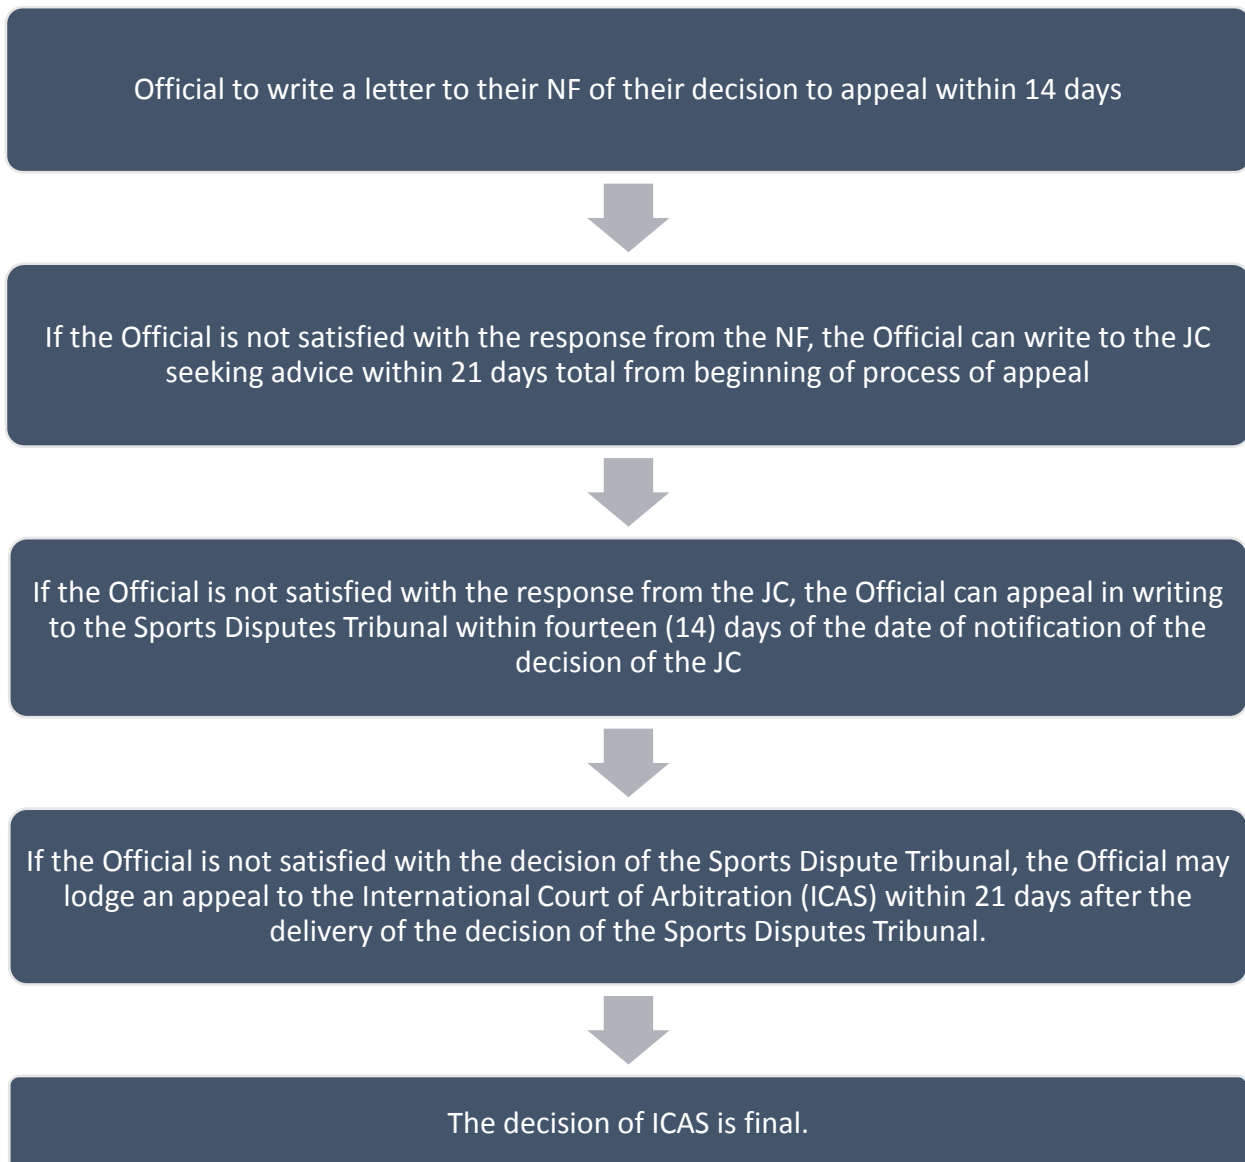 Official to write a letter to their NF of their decision to appeal within 14 days
If the Official is not satisfied with the response from the NF, the Official can write to the JC
seeking advice within 21 days total from beginning of process of appeal
If the Official is not satisfied with the response from the JC, the Official can appeal in writing
to the Sports Disputes Tribunal within fourteen (14) days of the date of notification of the
decision of the JC
If the Official is not satisfied with the decision of the Sports Dispute Tribunal, the Official may
lodge an appeal to the International Court of Arbitration (ICAS) within 21 days after the
delivery of the decision of the Sports Disputes Tribunal.
The decision of ICAS is final.